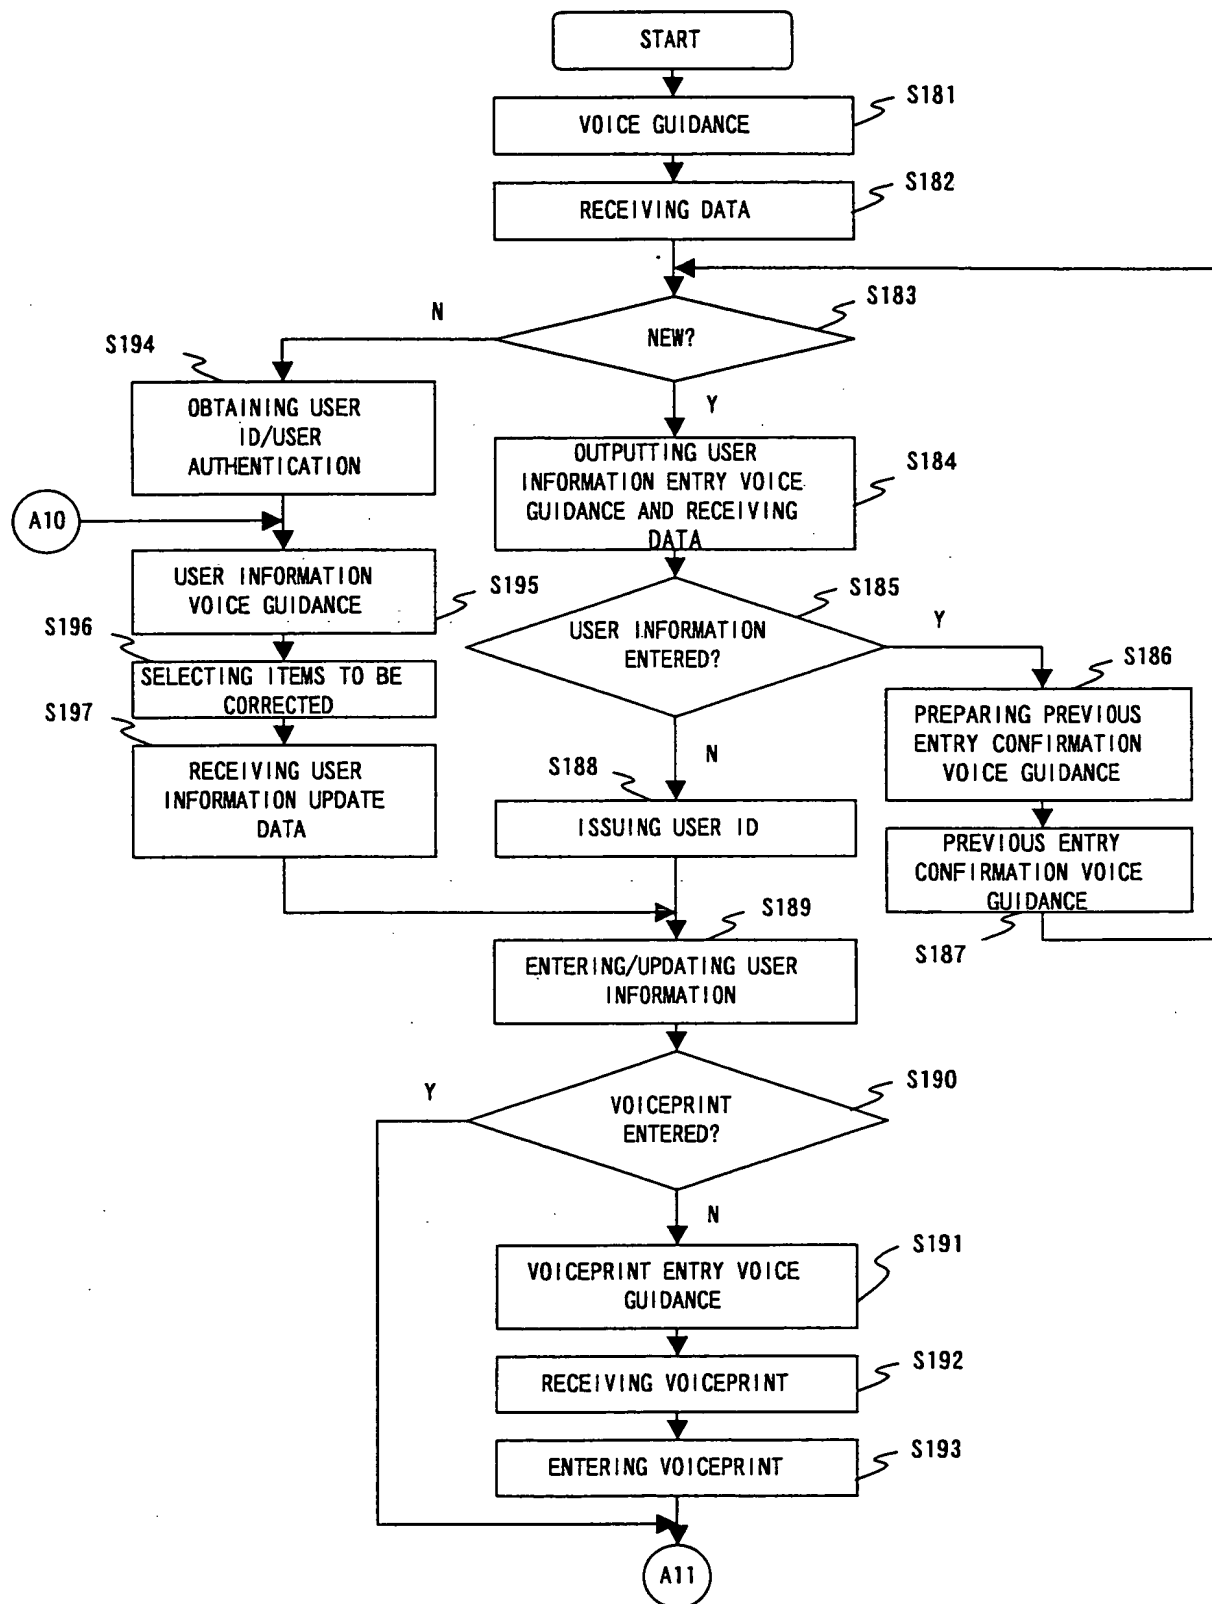 START
S181
VOICE GUIDANCE
S182
RECEIVING DATA
S183
N
NEW?
S194
Y
OBTAINING USER
ID/USER
AUTHENTICATION
OUTPUTTING USER
INFORMATION ENTRY VOICE
GUIDANCE AND RECEIVING
DATA
S184
A10
USER INFORMATION
VOICE GUIDANCE
S195
S185
USER INFORMATION
ENTERED?
Y
S196
SELECTING ITEMS TO BE
CORRECTED
S186
PREPARING PREVIOUS
ENTRY CONFIRMATION
VOICE GUIDANCE
S197
RECEIVING USER
INFORMATION UPDATE
DATA
N
S188
ISSUING USER ID
PREVIOUS ENTRY
CONFIRMATION VOICE
GUIDANCE
S187
S189
ENTERING/UPDATING USER
INFORMATION
S190
Y
VOICEPRINT
ENTERED?
N
S191
VOICEPRINT ENTRY VOICE
GUIDANCE
S192
RECEIVING VOICEPRINT
S193
ENTERING VOICEPRINT
A11